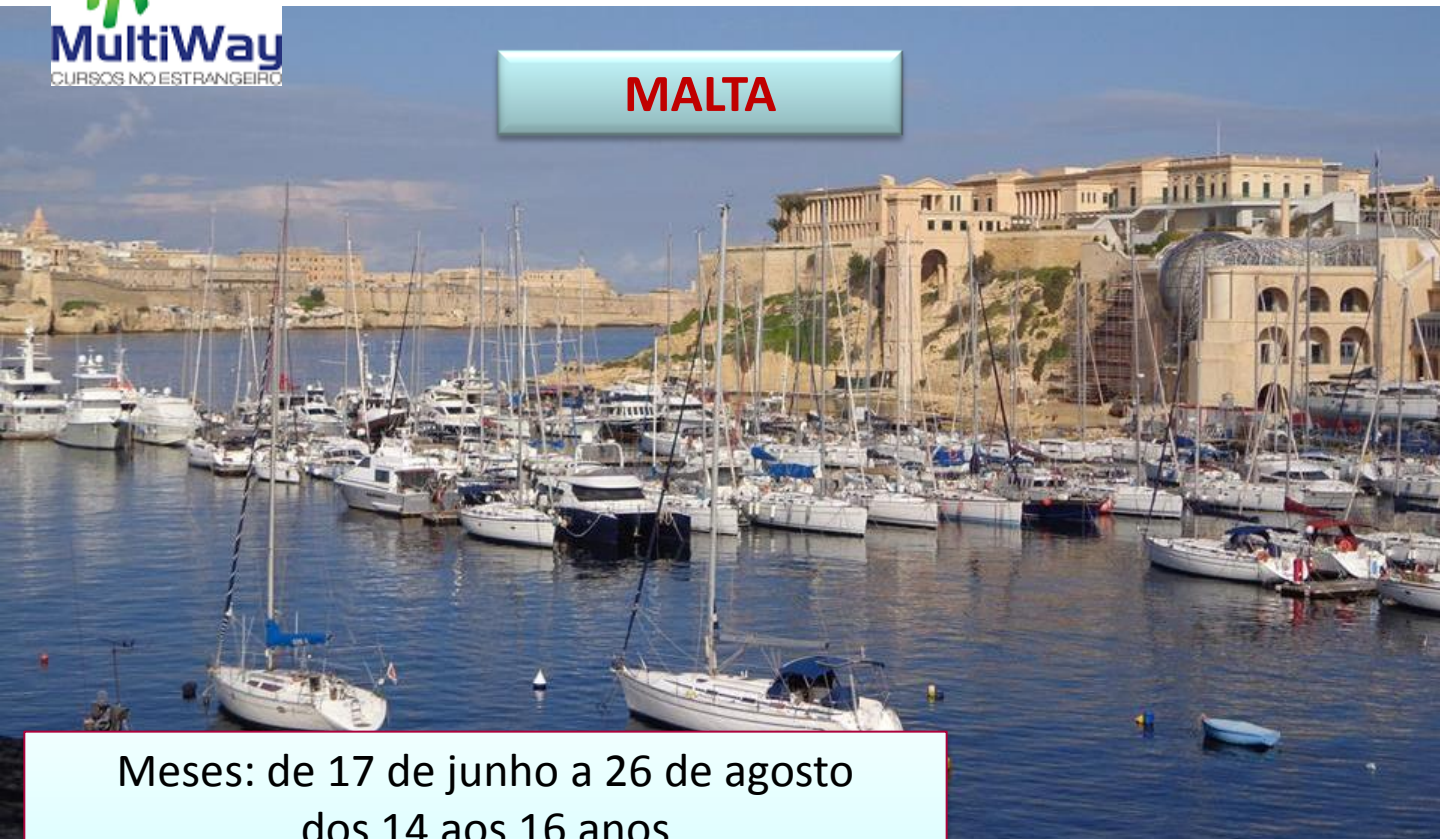 MultiWay
CURSOS NO ESTRANGEIRO
MALTA
Meses: de 17 de junho a 26 de agosto
dos 14 aos 16 anos